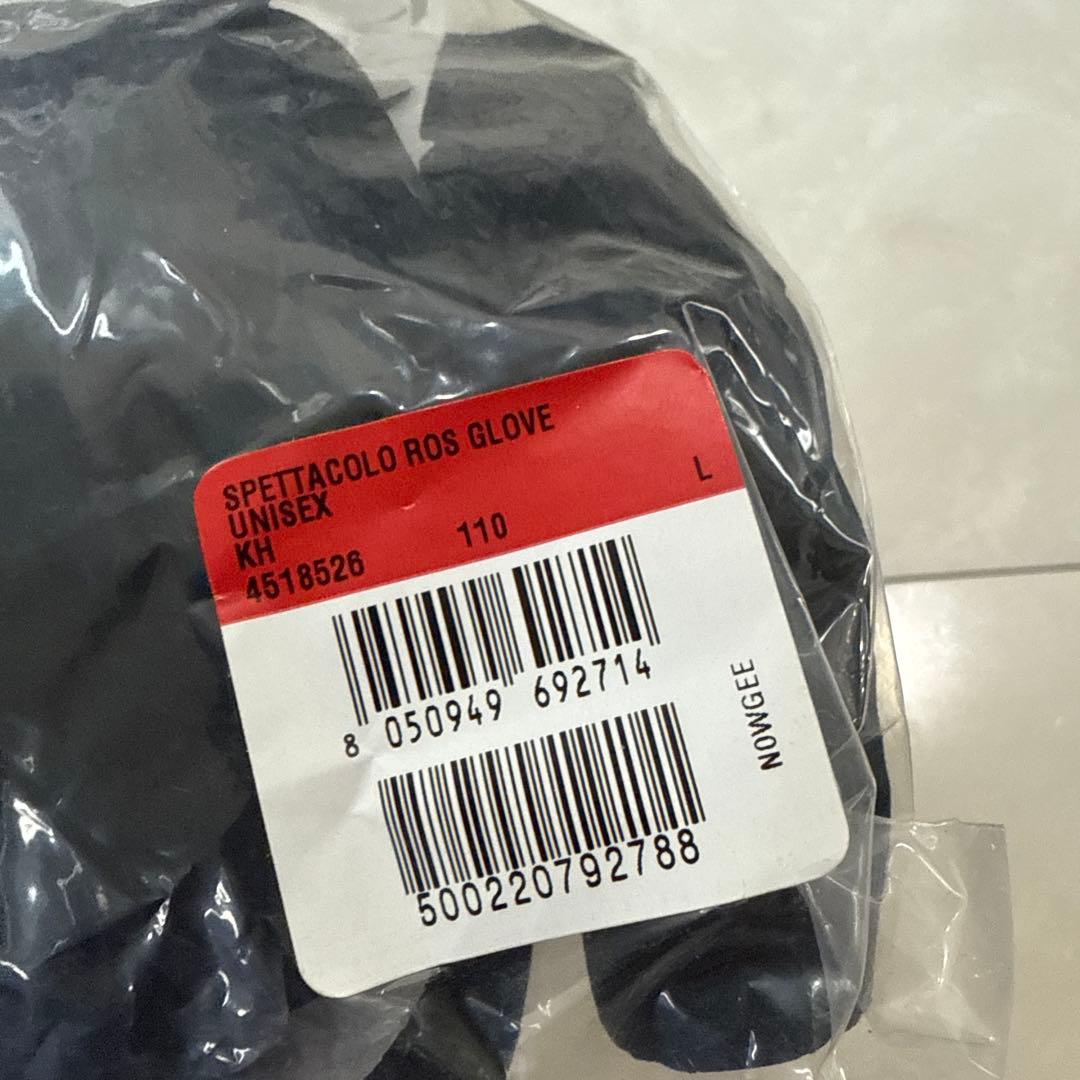 SPETTACOLO ROS GLOVE
UNISEX L
KH
4518526 110
8 050949 692714
500220792788
NOWGEE